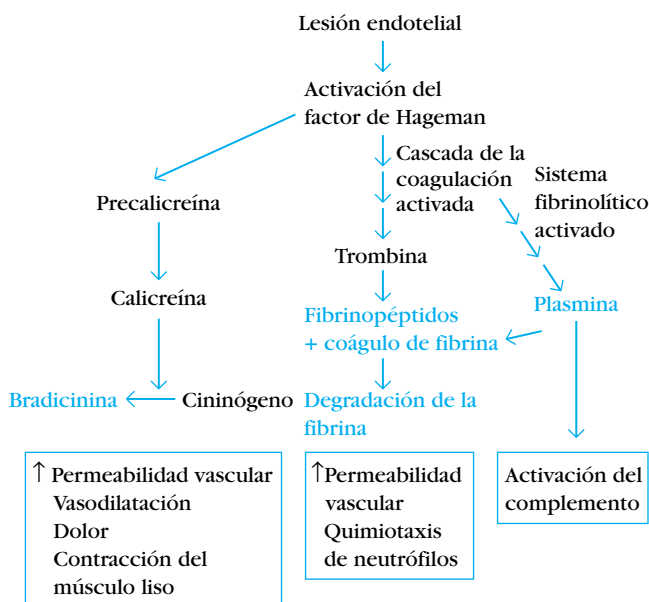 Lesión endotelial
Activación del
factor de Hageman
Cascada de la
coagulación
activada
Sistema
fibrinolítico
activado
Precalicreína
Trombina
Calicreína
Fibrinopéptidos
+ coágulo de fibrina
Plasmina
Bradicinina
Cininógeno
Degradación de la
fibrina
↑ Permeabilidad vascular
Vasodilatación
Dolor
Contracción del
músculo liso
↑Permeabilidad
vascular
Quimiotaxis
de neutrófilos
Activación del
complemento